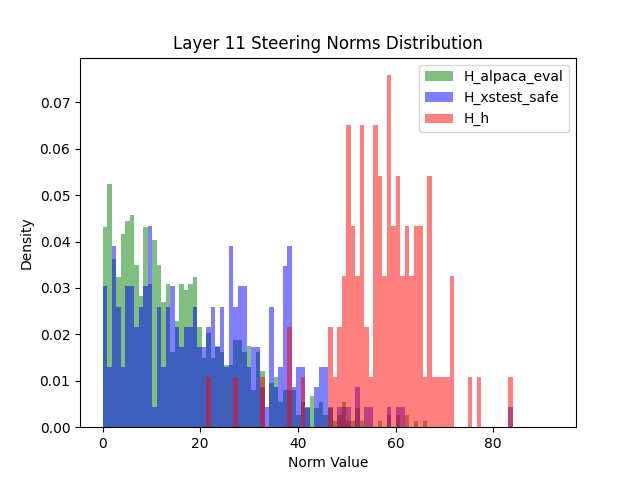 Layer 11 Steering Norms Distribution
H_alpaca_eval
H_xstest_safe
H_h
Density
0.07
0.06
0.05
0.04
0.03
0.02
0.01
0.00
0 20 40 60 80
Norm Value